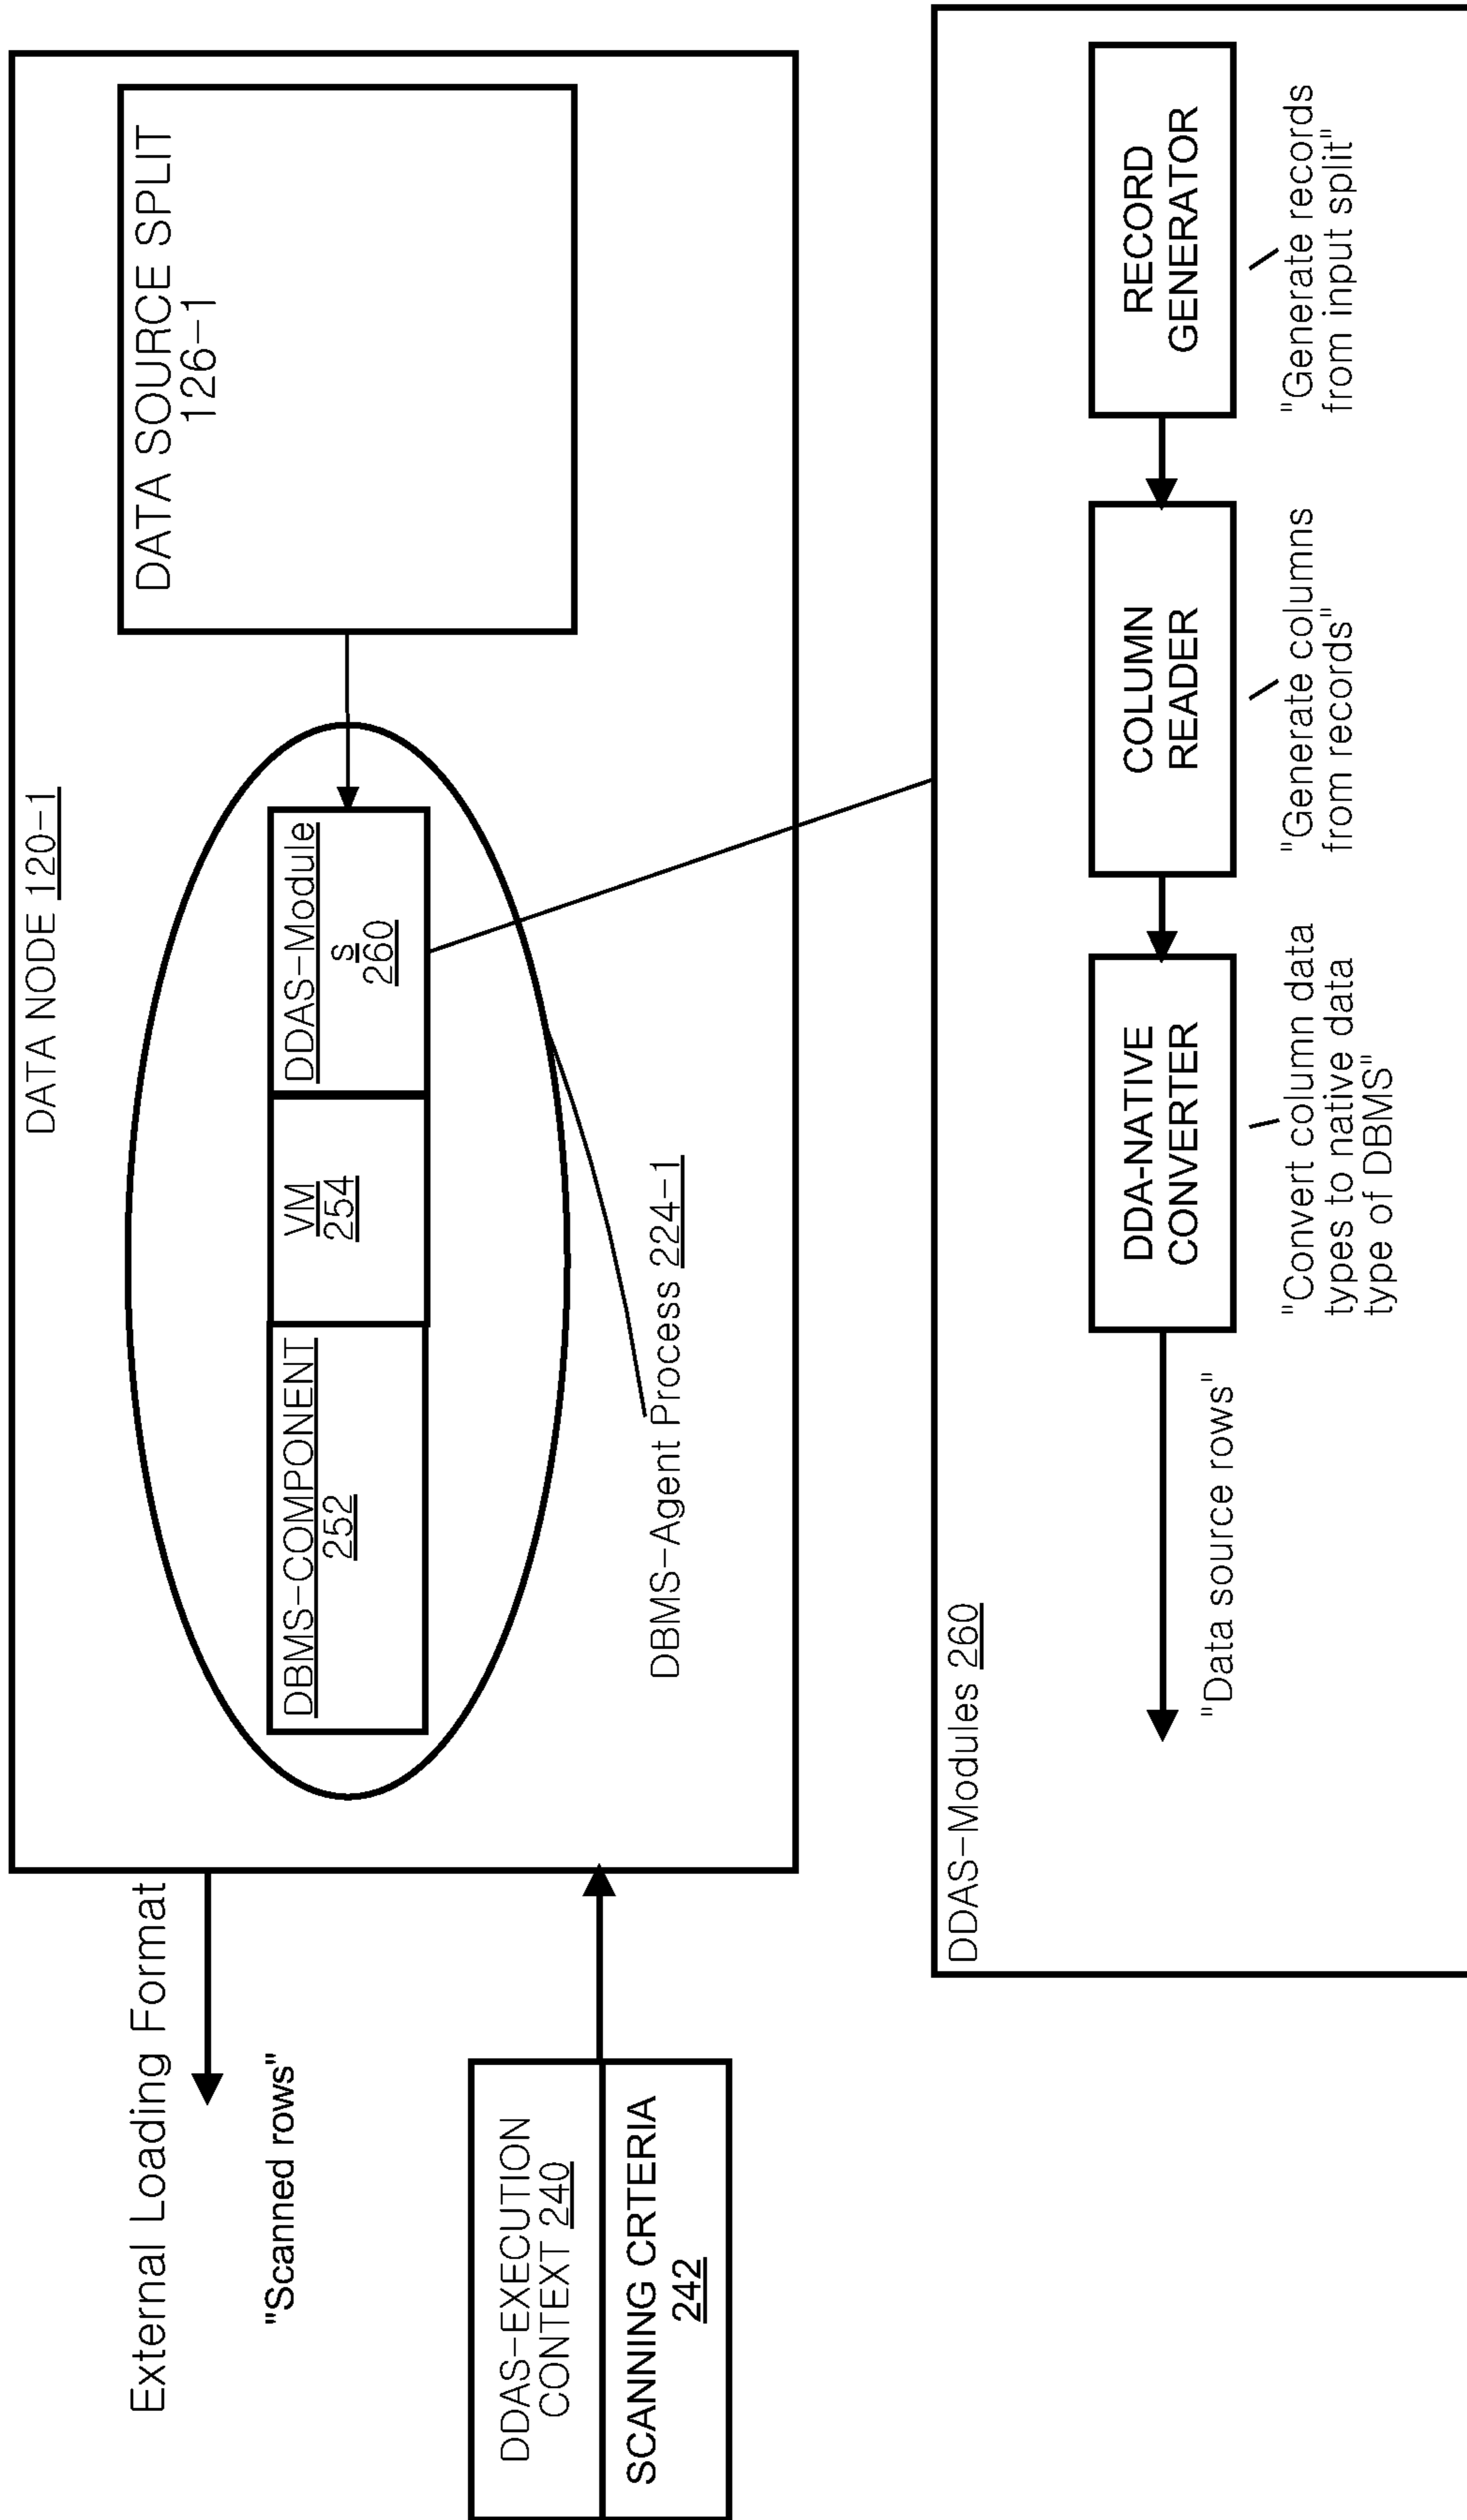 DATA NODE 120-1
External Loading Format
"Scanned rows"
DDAS-EXECUTION
CONTEXT 240
SCANNING CRTERIA
242
DBMS-COMPONENT
252
VM
254
DDAS-Module
s
260
DATA SOURCE SPLIT
126-1
DBMS-Agent Process 224-1
DDAS-Modules 260
"Data source rows"
DDA-NATIVE
CONVERTER
"Convert column data
types to native data
type of DBMS"
COLUMN
READER
"Generate columns
from records"
RECORD
GENERATOR
"Generate records
from input split"